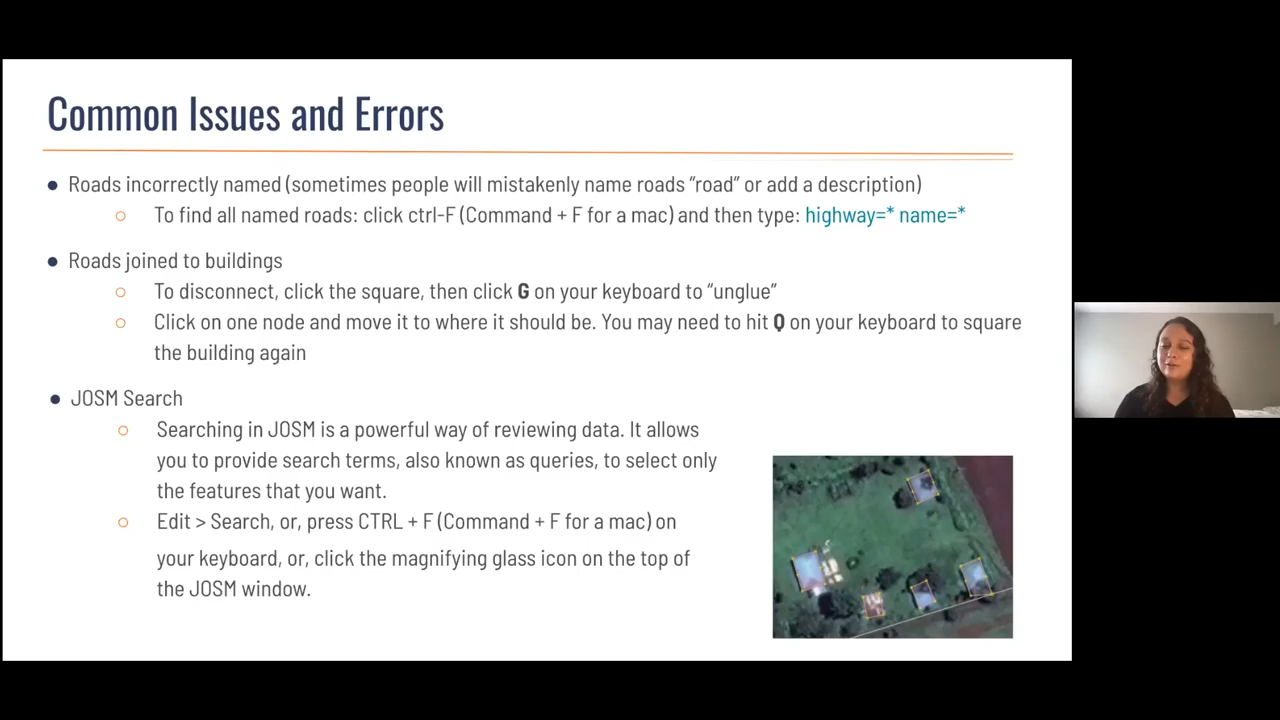 Common Issues and Errors
● Roads incorrectly named (sometimes people will mistakenly name roads “road” or add a description)
○ To find all named roads: click ctrl-F (Command + F for a mac) and then type: highway=* name=*
● Roads joined to buildings
○ To disconnect, click the square, then click G on your keyboard to “unglue”
○ Click on one node and move it to where it should be. You may need to hit Q on your keyboard to square
the building again
● JOSM Search
○ Searching in JOSM is a powerful way of reviewing data. It allows
you to provide search terms, also known as queries, to select only
the features that you want.
○ Edit > Search, or, press CTRL + F (Command + F for a mac) on
your keyboard, or, click the magnifying glass icon on the top of
the JOSM window.